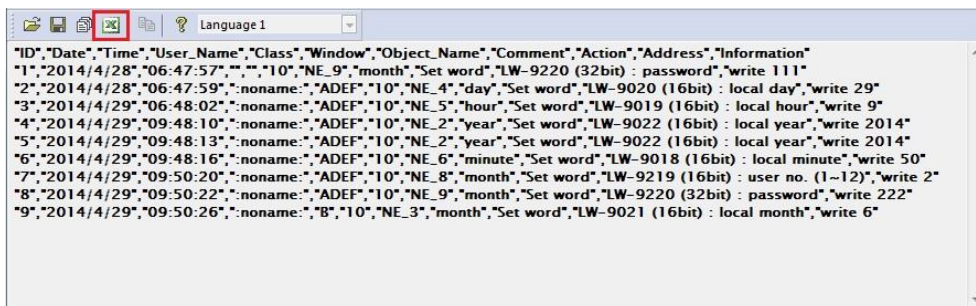 Language 1
"ID","Date","Time","User_Name","Class","Window","Object_Name","Comment","Action","Address","Information"
"1","2014/4/28","06:47:57","","","10","NE_9","month","Set word","LW-9220 (32bit) : password","write 111"
"2","2014/4/28","06:47:59",":noname:","ADEF","10","NE_4","day","Set word","LW-9020 (16bit) : local day","write 29"
"3","2014/4/29","06:48:02",":noname:","ADEF","10","NE_5","hour","Set word","LW-9019 (16bit) : local hour","write 9"
"4","2014/4/29","09:48:10",":noname:","ADEF","10","NE_2","year","Set word","LW-9022 (16bit) : local year","write 2014"
"5","2014/4/29","09:48:13",":noname:","ADEF","10","NE_2","year","Set word","LW-9022 (16bit) : local year","write 2014"
"6","2014/4/29","09:48:16",":noname:","ADEF","10","NE_6","minute","Set word","LW-9018 (16bit) : local minute","write 50"
"7","2014/4/29","09:50:20",":noname:","ADEF","10","NE_8","month","Set word","LW-9219 (16bit) : user no. (1~12)","write 2"
"8","2014/4/29","09:50:22",":noname:","ADEF","10","NE_9","month","Set word","LW-9220 (32bit) : password","write 222"
"9","2014/4/29","09:50:26",":noname:","B","10","NE_3","month","Set word","LW-9021 (16bit) : local month","write 6"